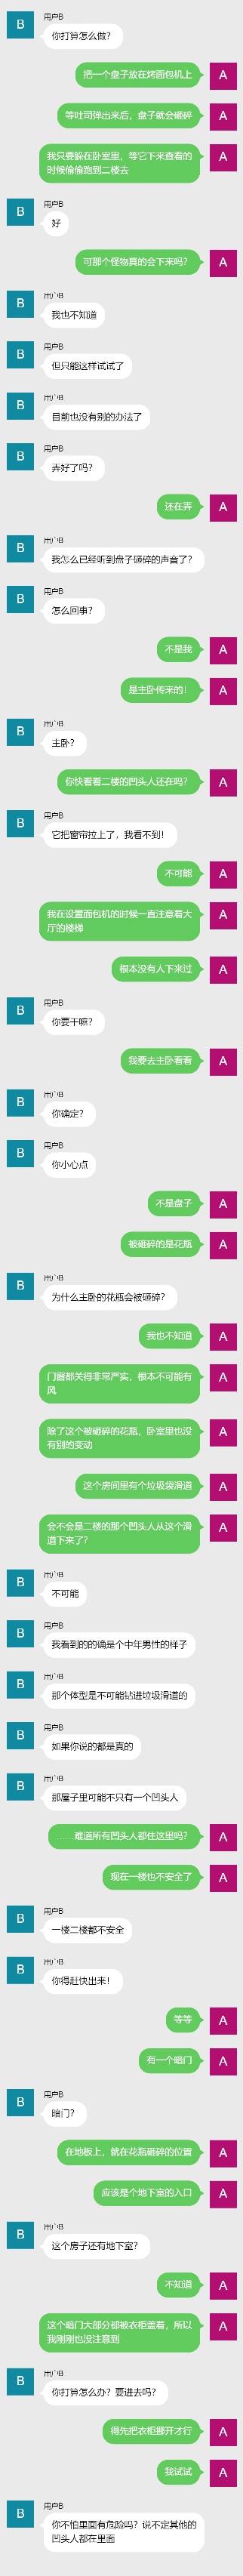 B
用户B
你打算怎么做？
把一个盘子放在烤面包机上
A
等吐司弹出来后，盘子就会砸碎
A
我只要躲在卧室里，等它下来查看的
时候偷偷跑到二楼去
A
B
用户B
好
可那个怪物真的会下来吗？
A
B
用户B
我也不知道
B
用户B
但只能这样试试了
B
用户B
目前也没有别的办法了
B
用户B
弄好了吗？
还在弄
A
B
用户B
我怎么已经听到盘子砸碎的声音了？
B
用户B
怎么回事？
不是我
A
是主卧传来的！
A
B
用户B
主卧？
你快看看二楼的凹头人还在吗？
A
B
用户B
它把窗帘拉上了，我看不到！
不可能
A
我在设置面包机的时候一直注意着大
厅的楼梯
A
根本没有人下来过
A
B
用户B
你要干嘛？
我要去主卧看看
A
B
用户B
你确定？
B
用户B
你小心点
不是盘子
A
被砸碎的是花瓶
A
B
用户B
为什么主卧的花瓶会被砸碎？
我也不知道
A
门窗都关得非常严实，根本不可能有
风
A
除了这个被砸碎的花瓶，卧室里也没
有别的变动
A
这个房间里有个垃圾袋滑道
A
会不会是二楼的那个凹头人从这个滑
道下来了？
A
B
用户B
不可能
B
用户B
我看到的的确是个中年男性的样子
B
用户B
那个体型是不可能钻进垃圾滑道的
B
用户B
如果你说的都是真的
B
用户B
那屋子里可能不只有一个凹头人
……难道所有凹头人都住这里吗？
A
现在一楼也不安全了
A
B
用户B
一楼二楼都不安全
B
用户B
你得赶快出来！
等等
A
有一个暗门
A
B
用户B
暗门？
在地板上，就在花瓶砸碎的位置
A
应该是个地下室的入口
A
B
用户B
这个房子还有地下室？
不知道
A
这个暗门大部分都被衣柜盖着，所以
我刚刚也没注意到
A
B
用户B
你打算怎么办？要进去吗？
得先把衣柜挪开才行
A
我试试
A
B
用户B
你不怕里面有危险吗？说不定其他的
凹头人都在里面